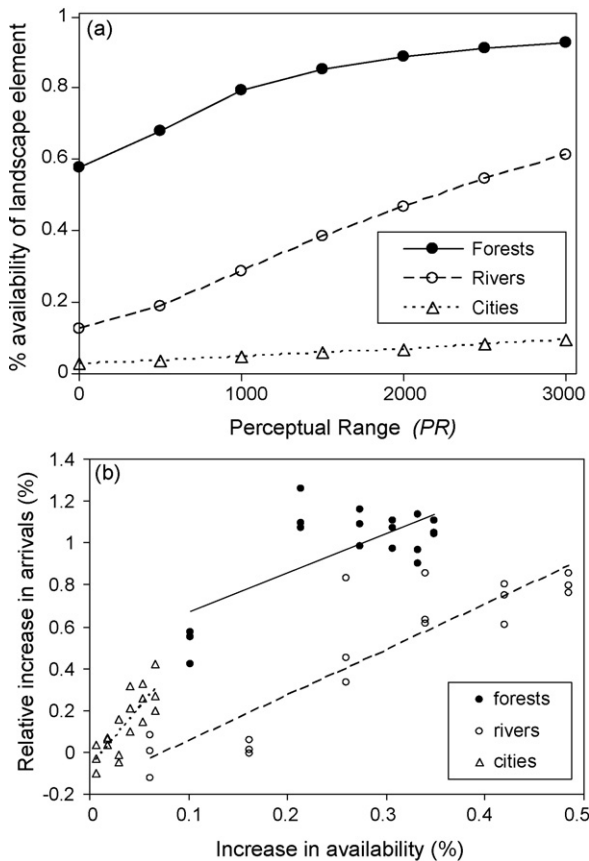 (a)
% availability of landscape element
1
0.8
0.6
0.4
0.2
0
Forests
Rivers
Cities
0 1000 2000 3000
Perceptual Range (PR)
(b)
Relative increase in arrivals (%)
1.4
1.2
1
0.8
0.6
0.4
0.2
0
-0.2
forests
rivers
cities
0 0.1 0.2 0.3 0.4 0.5
Increase in availability (%)